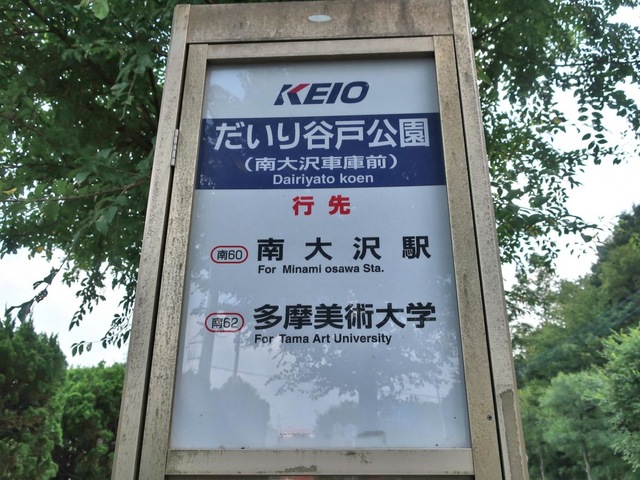 KEIO
だいり谷戸公園
(南大沢車庫前)
Dairiyato koen
行先
南60 南大沢駅
For Minami osawa Sta.
南62 多摩美術大学
For Tama Art University